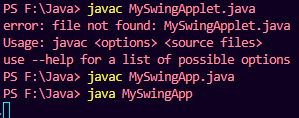 PS F:\Java> javac MySwingApplet.java
error: file not found: MySwingApplet.java
Usage: javac <options> <source files>
use --help for a list of possible options
PS F:\Java> javac MySwingApp.java
PS F:\Java> java MySwingApp